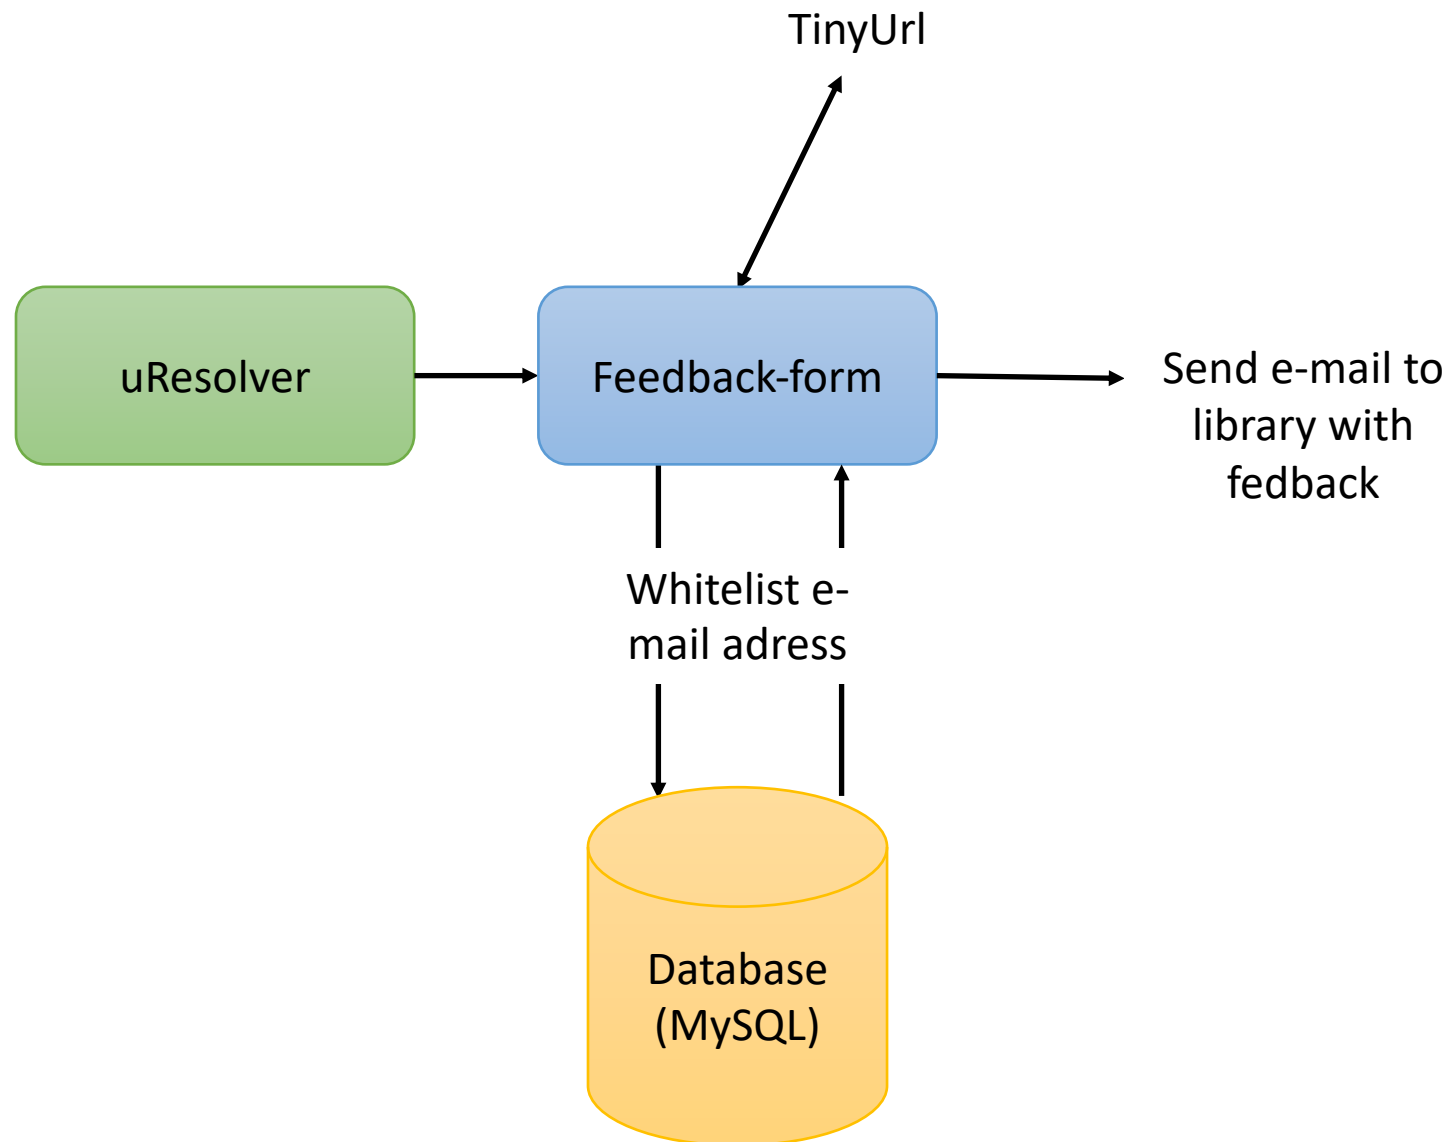 TinyUrl
uResolver
Feedback-form
Send e-mail to
library with
fedback
Whitelist e-
mail adress
Database
(MySQL)